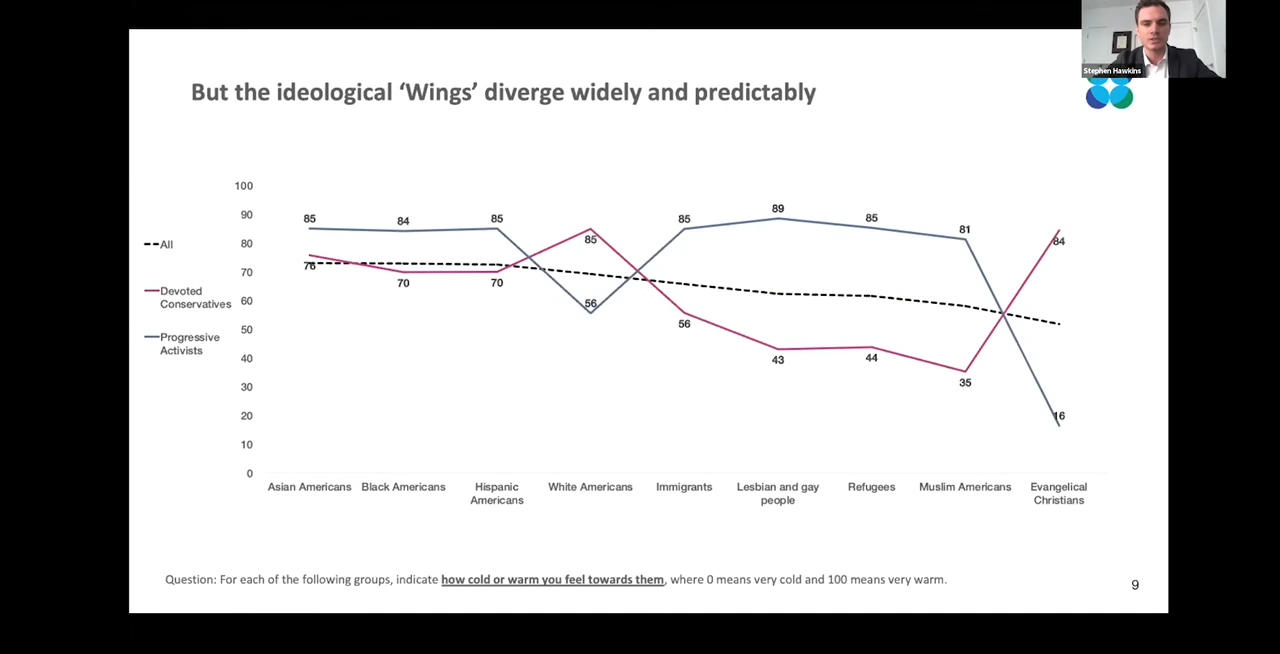 Stephen Hawkins
But the ideological ‘Wings’ diverge widely and predictably
100
90
80
70
60
50
40
30
20
10
0
All
Devoted
Conservatives
Progressive
Activists
85
84
85
56
85
89
85
81
16
76
70
70
85
56
43
44
35
84
Asian Americans
Black Americans
Hispanic
Americans
White Americans
Immigrants
Lesbian and gay
people
Refugees
Muslim Americans
Evangelical
Christians
Question: For each of the following groups, indicate how cold or warm you feel towards them, where 0 means very cold and 100 means very warm.
9